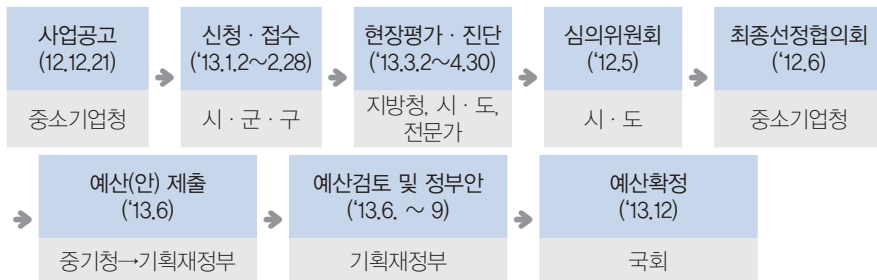 사업공고
(12.12.21)
중소기업청
신청 · 접수
(‘13.1.2~2.28)
시 · 군 · 구
현장평가 · 진단
(‘13.3.2~4.30)
지방청, 시 · 도,
전문가
심의위원회
(‘12.5)
시 · 도
최종선정협의회
(‘12.6)
중소기업청
예산(안) 제출
(‘13.6)
중기청→기획재정부
예산검토 및 정부안
(‘13.6. ~ 9)
기획재정부
예산확정
(‘13.12)
국회